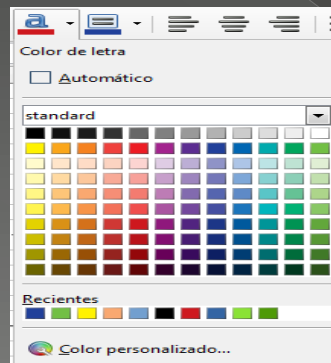 a
Color de letra
Automático
standard
Recientes
Color personalizado...